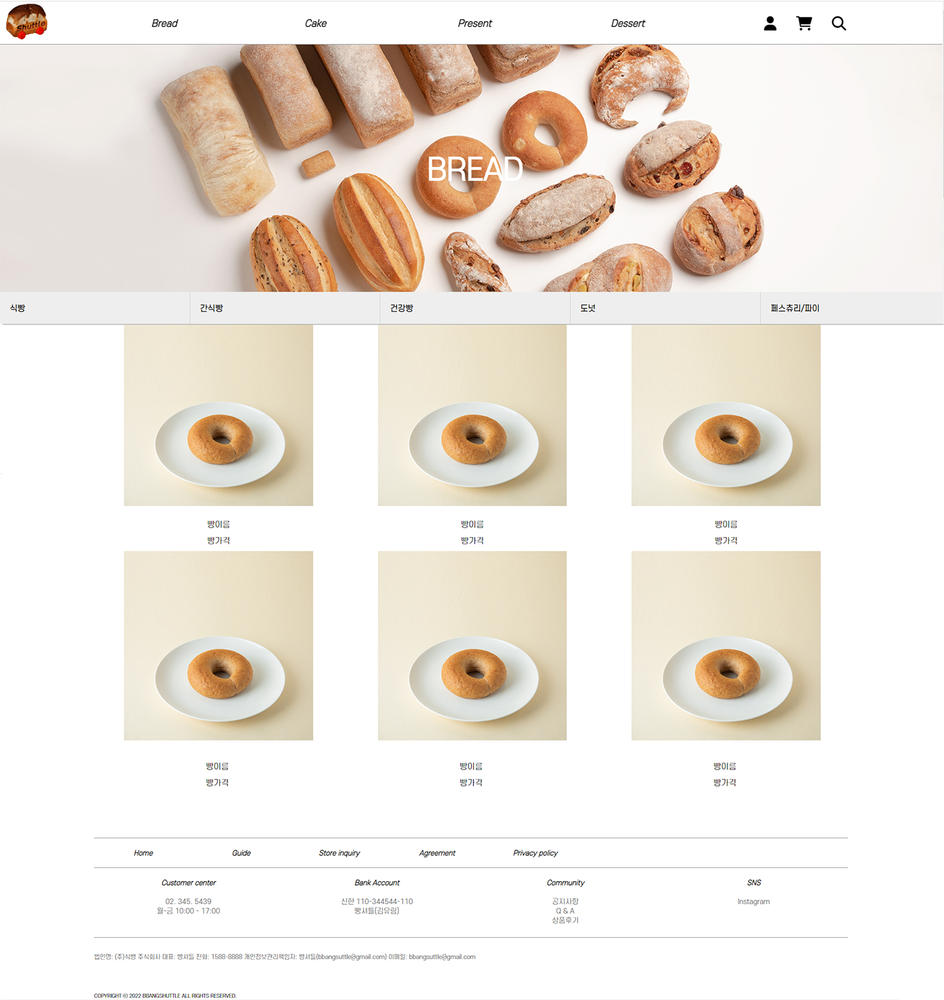 Shuttle
Bread Cake Present Dessert
BREAD
식빵 간식빵 건강빵 도넛 페스츄리/파이
빵이름 빵이름 빵이름
빵가격 빵가격 빵가격
빵이름 빵이름 빵이름
빵가격 빵가격 빵가격
Home Guide Store inquiry Agreement Privacy policy
Customer center Bank Account Community SNS
02. 345. 5439 신한 110-344544-110 공지사항 Instagram
월-금 10:00 - 17:00 빵셔틀(김유림) Q & A
상품후기
법인명: (주)식빵 주식회사 대표: 빵셔틀 전화: 1588-8888 개인정보관리책임자: 빵셔틀(bbangsuttle@gmail.com) 이메일: bbangsuttle@gmail.com
COPYRIGHT © 2022 BBANGSHUTTLE ALL RIGHTS RESERVED.